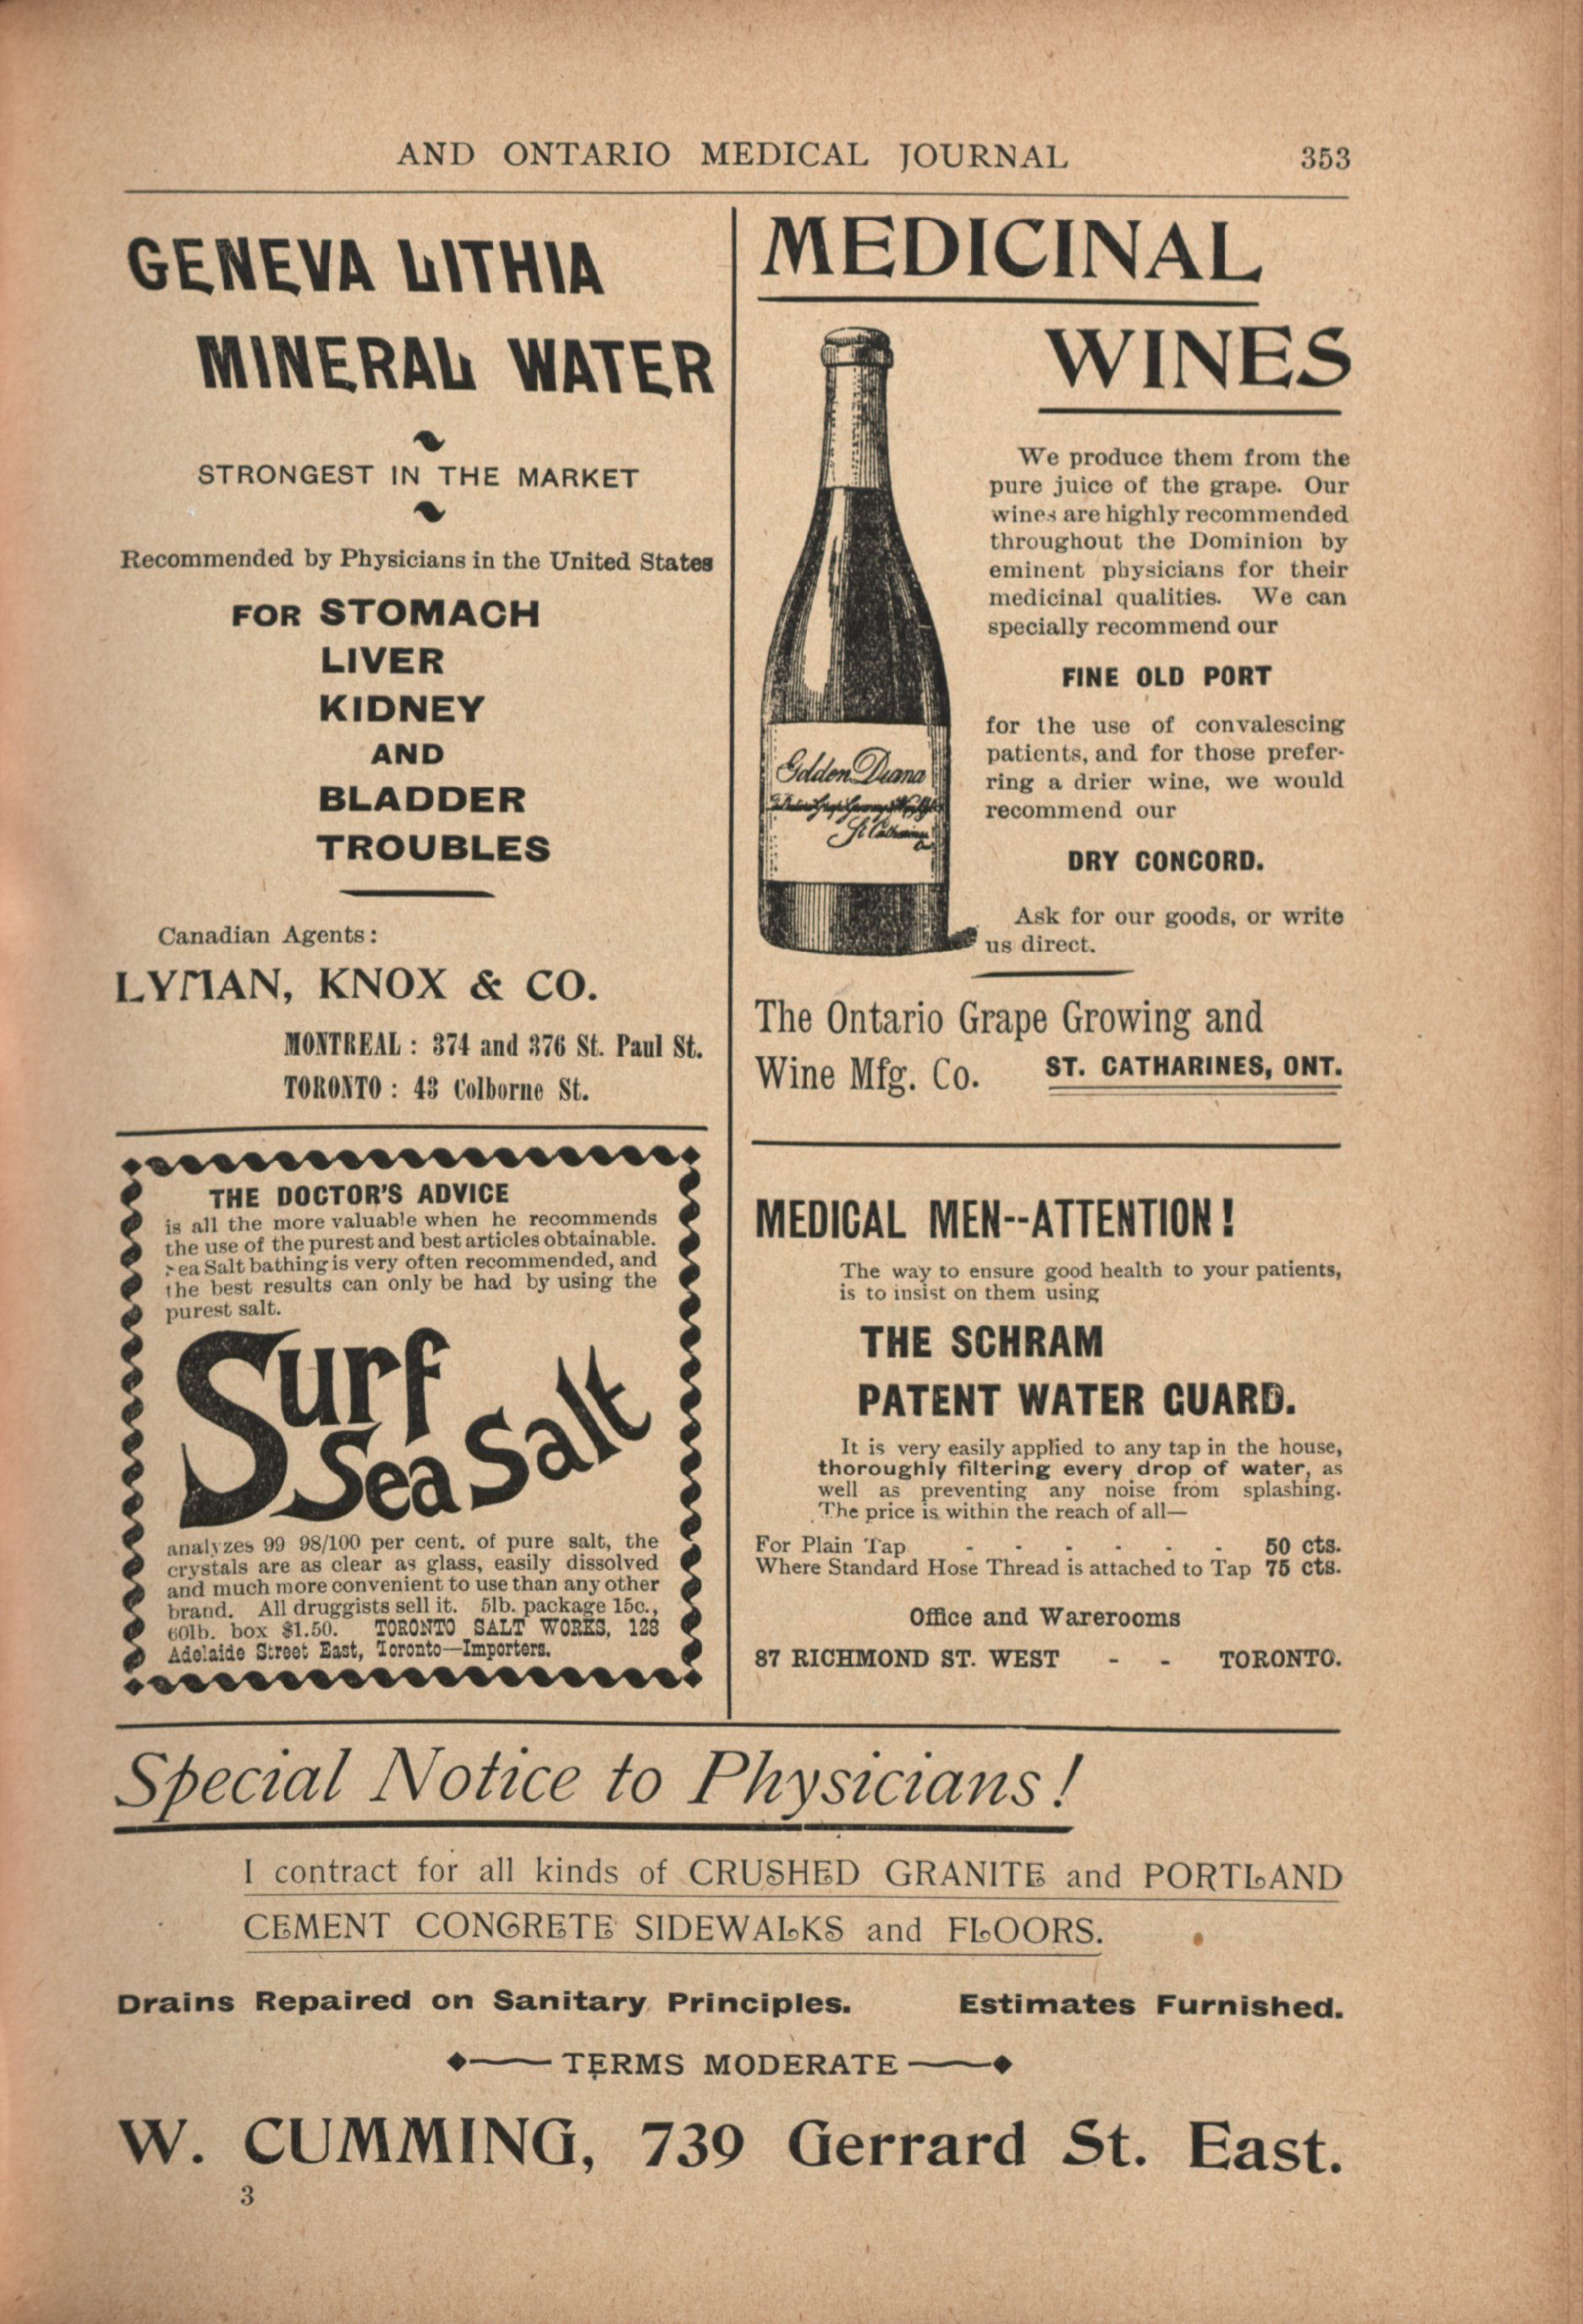 AND ONTARIO MEDICAL JOURNAL 353
GENEVA LITHIA
MINERAL WATER
STRONGEST IN THE MARKET
Recommended by Physicians in the United States
FOR STOMACH
LIVER
KIDNEY
AND
BLADDER
TROUBLES
Canadian Agents:
LYMAN, KNOX & CO.
MONTREAL : 374 and 376 St. Paul St.
TORONTO : 43 Colborne St.
THE DOCTOR'S ADVICE
is all the more valuable when he recommends
the use of the purest and best articles obtainable.
Sea Salt bathing is very often recommended, and
the best results can only be had by using the
purest salt.
Surf
Sea Salt
analyzes 99 98/100 per cent. of pure salt, the
crystals are as clear as glass, easily dissolved
and much more convenient to use than any other
brand. All druggists sell it. 5lb. package 15c.,
60lb. box $1.50. TORONTO SALT WORKS, 128
Adelaide Street East, Toronto—Importers.
MEDICINAL
WINES
We produce them from the
pure juice of the grape. Our
wines are highly recommended
throughout the Dominion by
eminent physicians for their
medicinal qualities. We can
specially recommend our
FINE OLD PORT
for the use of convalescing
patients, and for those prefer-
ring a drier wine, we would
recommend our
DRY CONCORD.
Ask for our goods, or write
us direct.
Golden Diana
St. Catharines
The Ontario Grape Growing and
Wine Mfg. Co. ST. CATHARINES, ONT.
MEDICAL MEN--ATTENTION!
The way to ensure good health to your patients,
is to insist on them using
THE SCHRAM
PATENT WATER GUARD.
It is very easily applied to any tap in the house,
thoroughly filtering every drop of water, as
well as preventing any noise from splashing.
The price is within the reach of all—
For Plain Tap - - - - - - 50 cts.
Where Standard Hose Thread is attached to Tap 75 cts.
Office and Warerooms
87 RICHMOND ST. WEST - - TORONTO.
Special Notice to Physicians!
I contract for all kinds of CRUSHED GRANITE and PORTLAND
CEMENT CONGRETE SIDEWALKS and FLOORS.
Drains Repaired on Sanitary Principles. Estimates Furnished.
TERMS MODERATE
W. CUMMING, 739 Gerrard St. East.
3